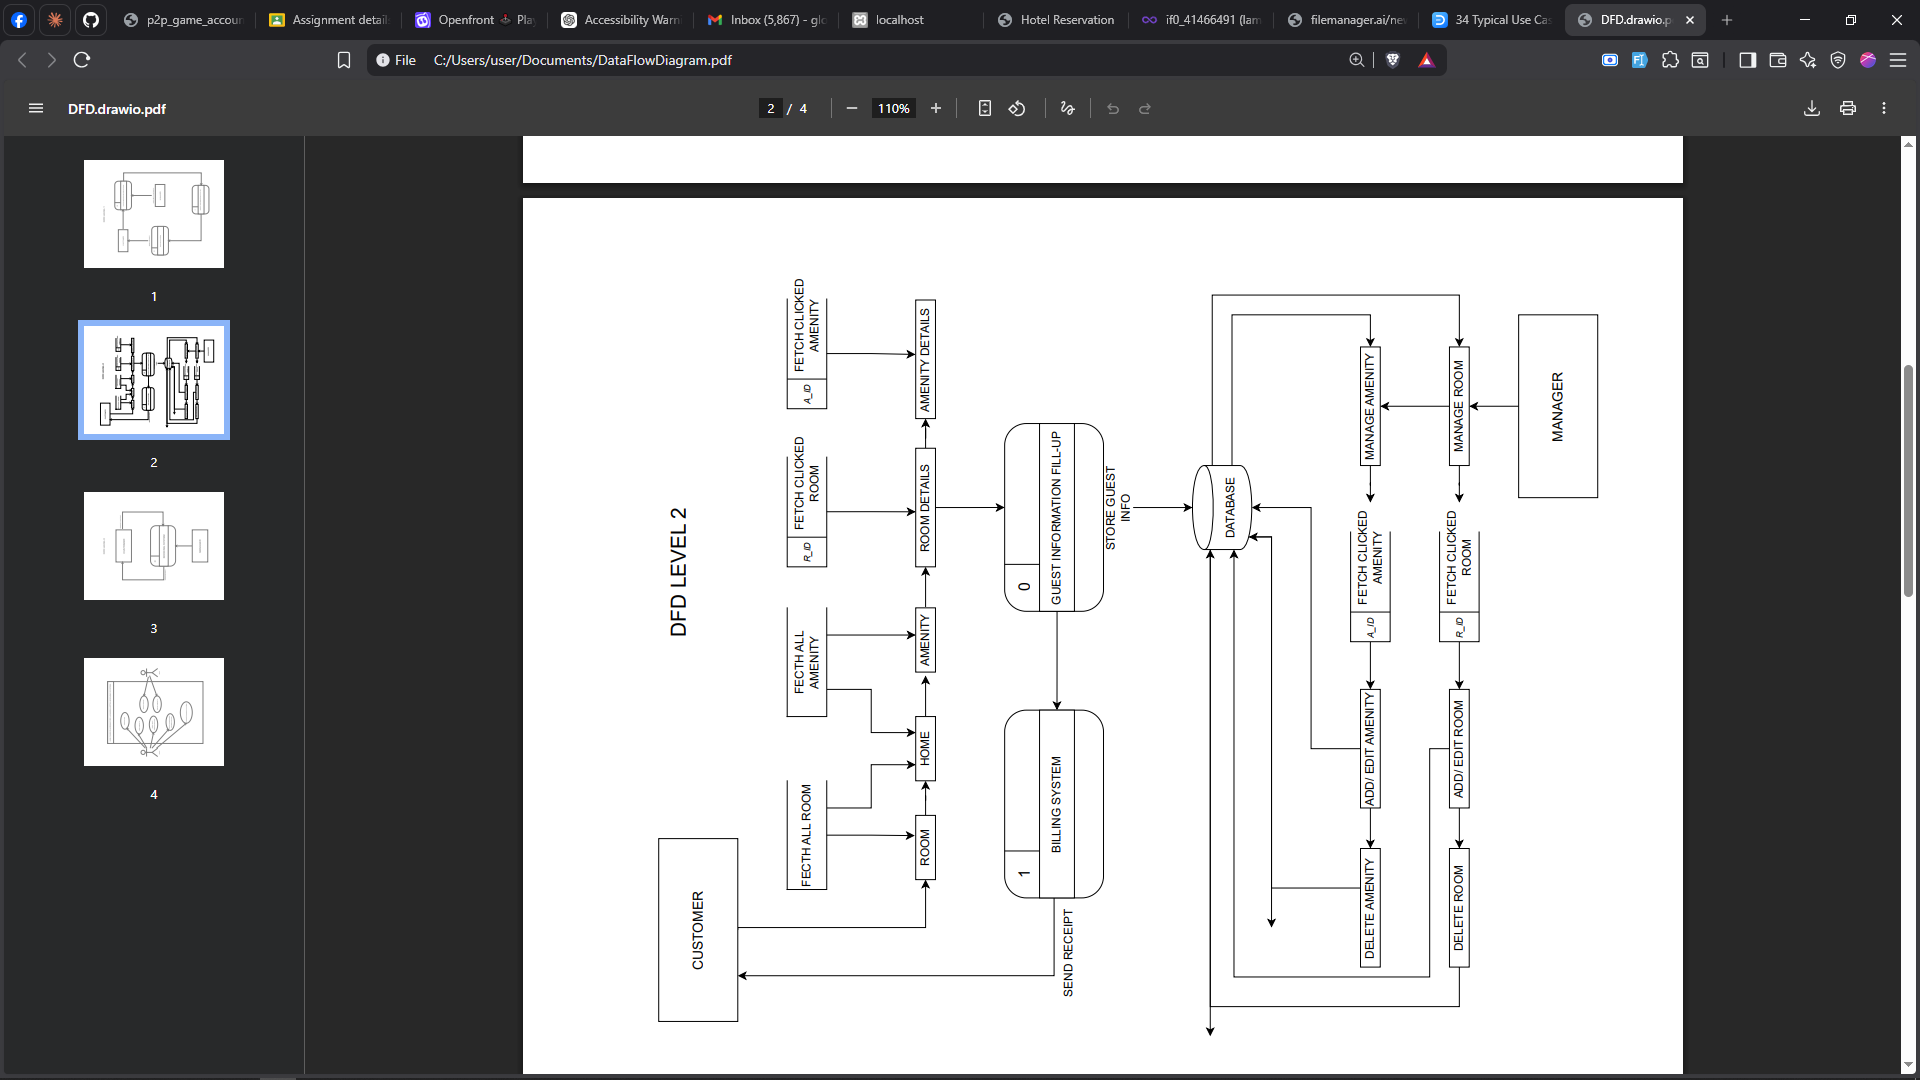 p2p_game_accoun
Assignment detail
Openfront
Pla
Accessibility Warni
Inbox (5,867) - glo
localhost
Hotel Reservation
if0_41466491 (lam
filemanager.ai/nev
34 Typical Use Cas
DFD.drawio.p
File
C:/Users/user/Documents/DataFlowDiagram.pdf
DFD.drawio.pdf
2 / 4
110%
1
2
3
4
DFD LEVEL 2
CUSTOMER
FECTH ALL ROOM
FECTH ALL
AMENITY
R_ID
FETCH CLICKED
ROOM
A_ID
FETCH CLICKED
AMENITY
ROOM
HOME
AMENITY
ROOM DETAILS
AMENITY DETAILS
1
BILLING SYSTEM
0
GUEST INFORMATION FILL-UP
SEND RECEIPT
STORE GUEST
INFO
DATABASE
DELETE AMENITY
ADD/ EDIT AMENITY
A_ID
FETCH CLICKED
AMENITY
MANAGE AMENITY
DELETE ROOM
ADD/ EDIT ROOM
R_ID
FETCH CLICKED
ROOM
MANAGE ROOM
MANAGER